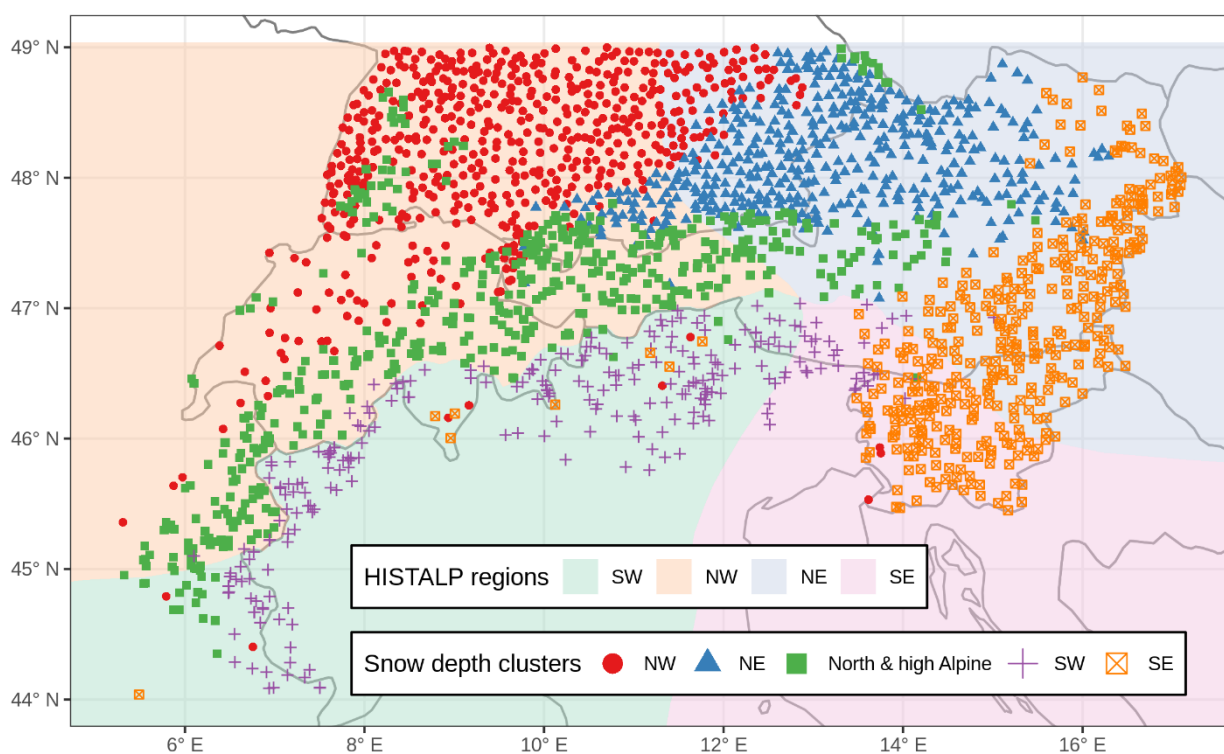 49° N
48° N
47° N
46° N
45° N
44° N
HISTALP regions SW NW NE SE
Snow depth clusters NW NE North & high Alpine SW SE
6° E 8° E 10° E 12° E 14° E 16° E